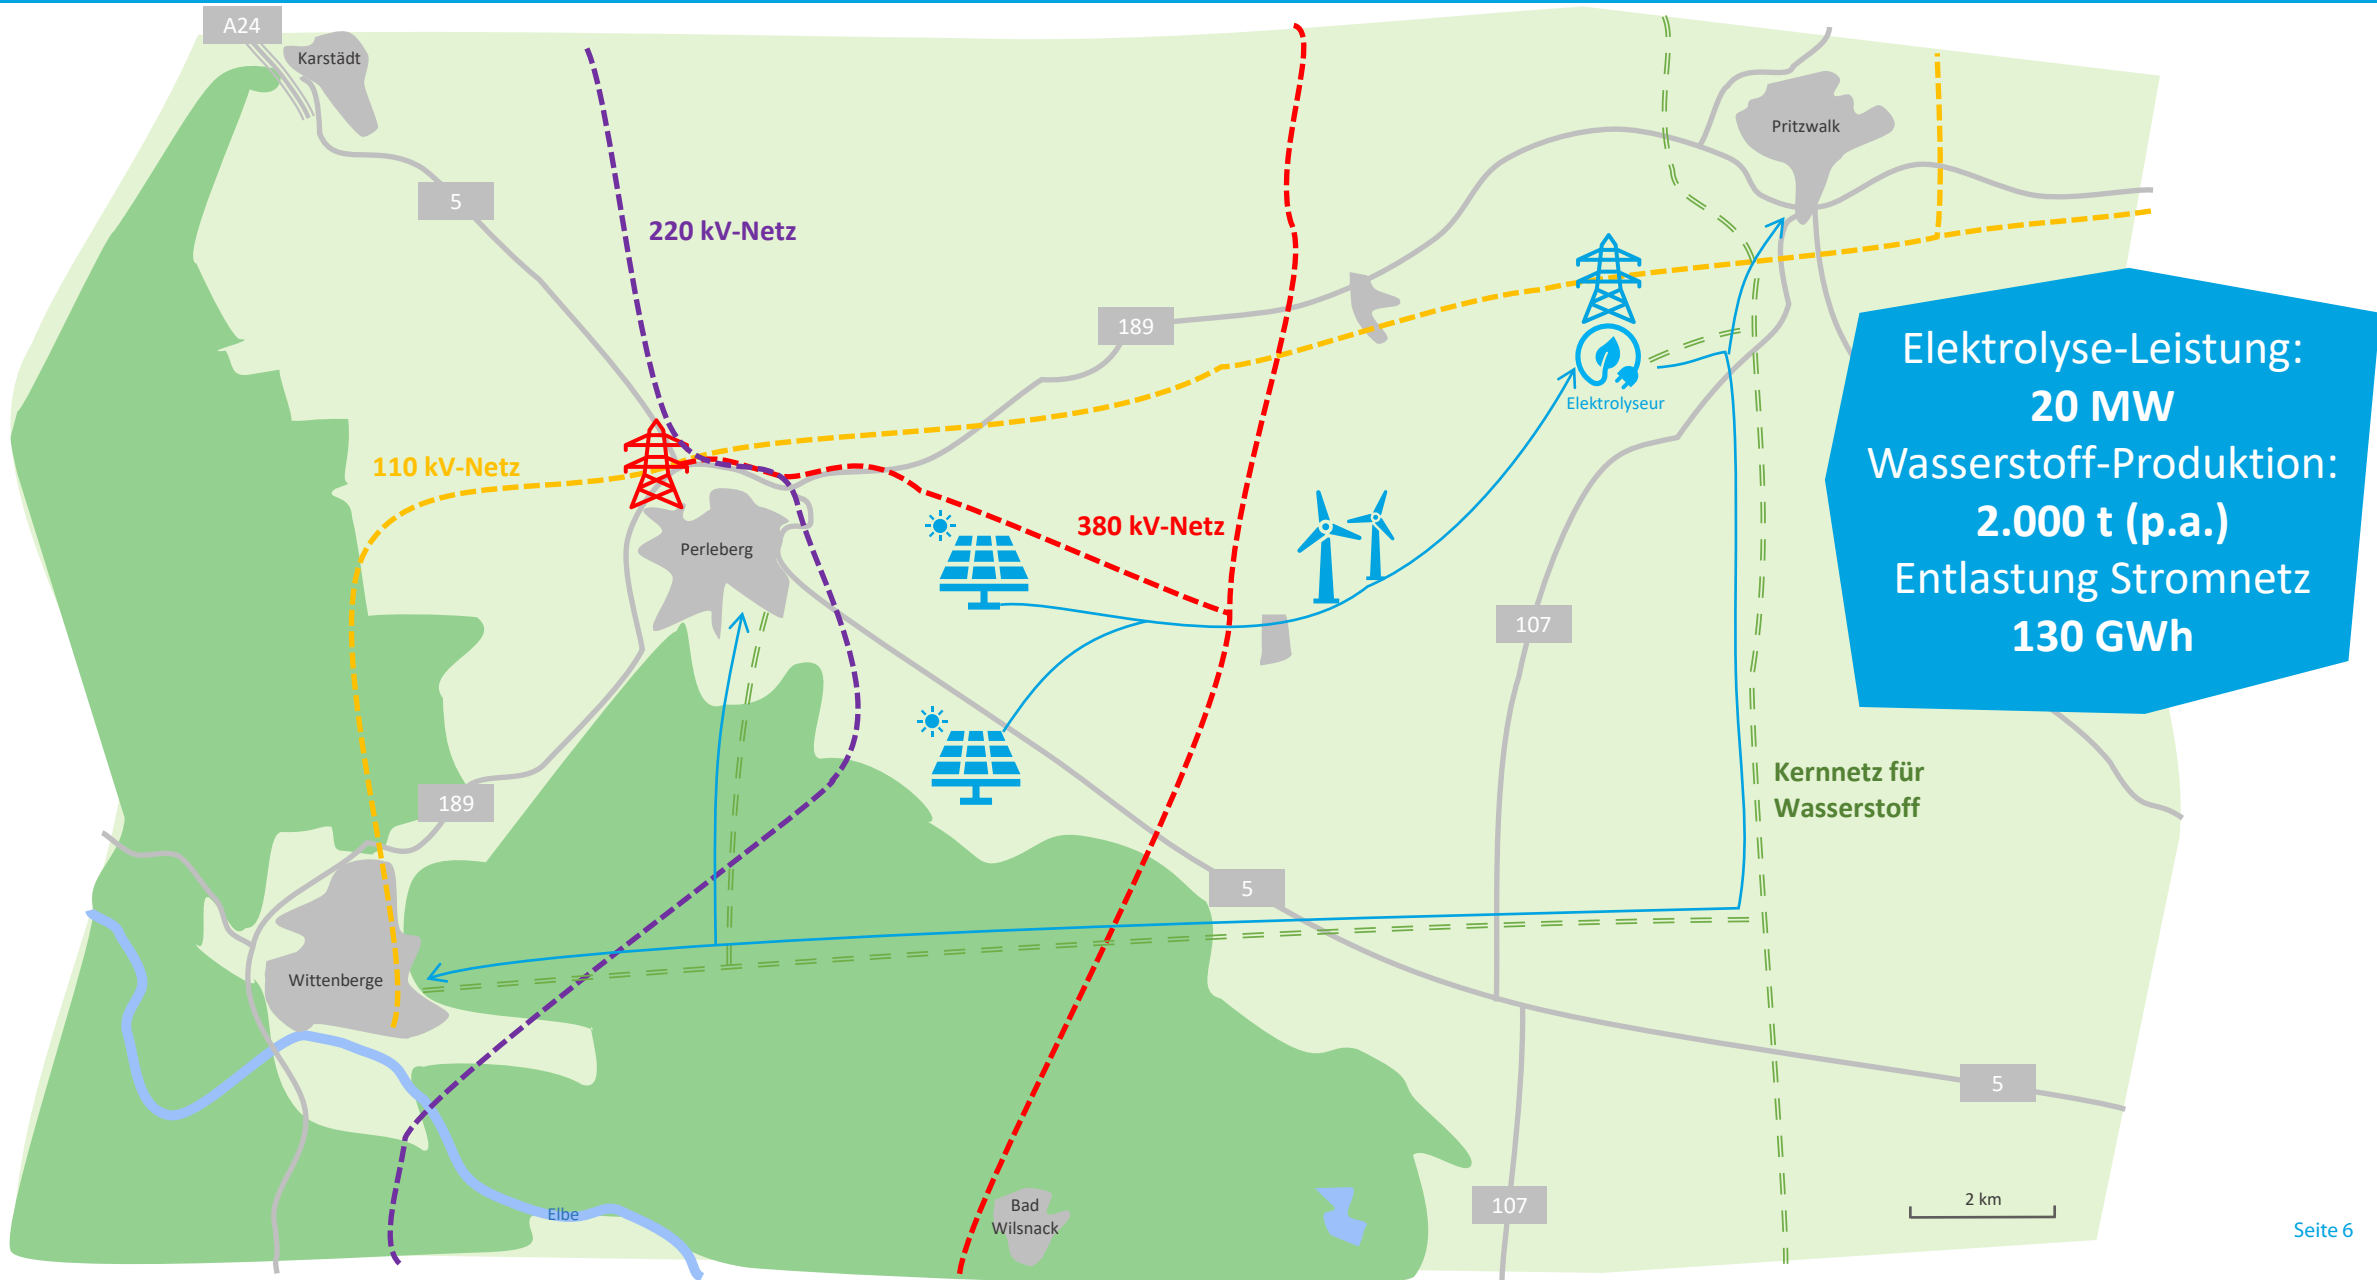 A24
Karstädt
Pritzwalk
5
220 kV-Netz
189
Elektrolyse-Leistung:
20 MW
Wasserstoff-Produktion:
2.000 t (p.a.)
Entlastung Stromnetz
130 GWh
Elektrolyseur
110 kV-Netz
380 kV-Netz
Perleberg
107
Kernnetz für
Wasserstoff
189
5
Wittenberge
5
Elbe
Bad
Wilsnack
107
2 km
Seite 6